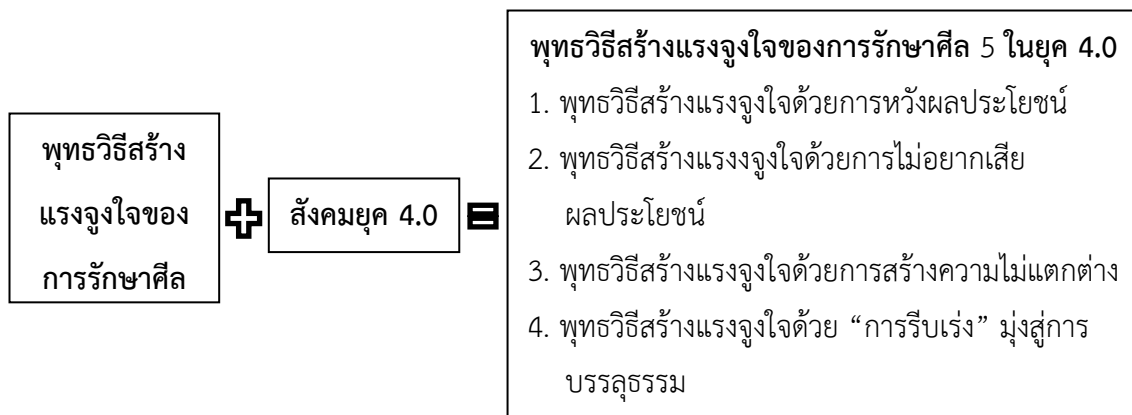 พุทธวิธีสร้าง
แรงจูงใจของ
การรักษาศีล
สังคมยุค 4.0
พุทธวิธีสร้างแรงจูงใจของการรักษาศีล 5 ในยุค 4.0
1. พุทธวิธีสร้างแรงจูงใจด้วยการหวังผลประโยชน์
2. พุทธวิธีสร้างแรงงจูงใจด้วยการไม่อยากเสีย
ผลประโยชน์
3. พุทธวิธีสร้างแรงจูงใจด้วยการสร้างความไม่แตกต่าง
4. พุทธวิธีสร้างแรงจูงใจด้วย “การรีบเร่ง” มุ่งสู่การ
บรรลุธรรม